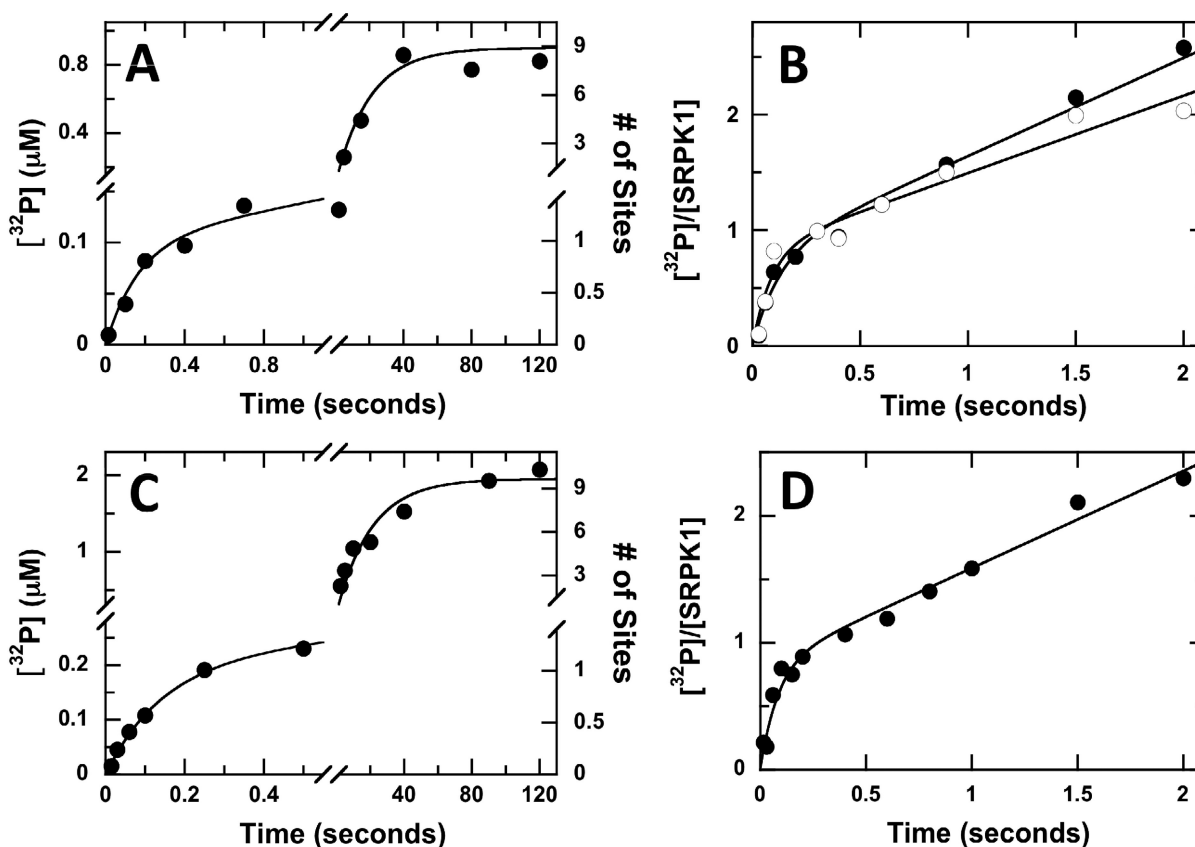 A
[³²P] (μM)
0.8
0.4
0.1
0
9
6
3
1
0.5
0
# of Sites
0 0.4 0.8 40 80 120
Time (seconds)
B
[³²P]/[SRPK1]
2
1
0
0 0.5 1 1.5 2
Time (seconds)
C
[³²P] (μM)
2
1
0.2
0.1
0
9
6
3
1
0.5
0
# of Sites
0 0.2 0.4 40 80 120
Time (seconds)
D
[³²P]/[SRPK1]
2
1
0
0 0.5 1 1.5 2
Time (seconds)